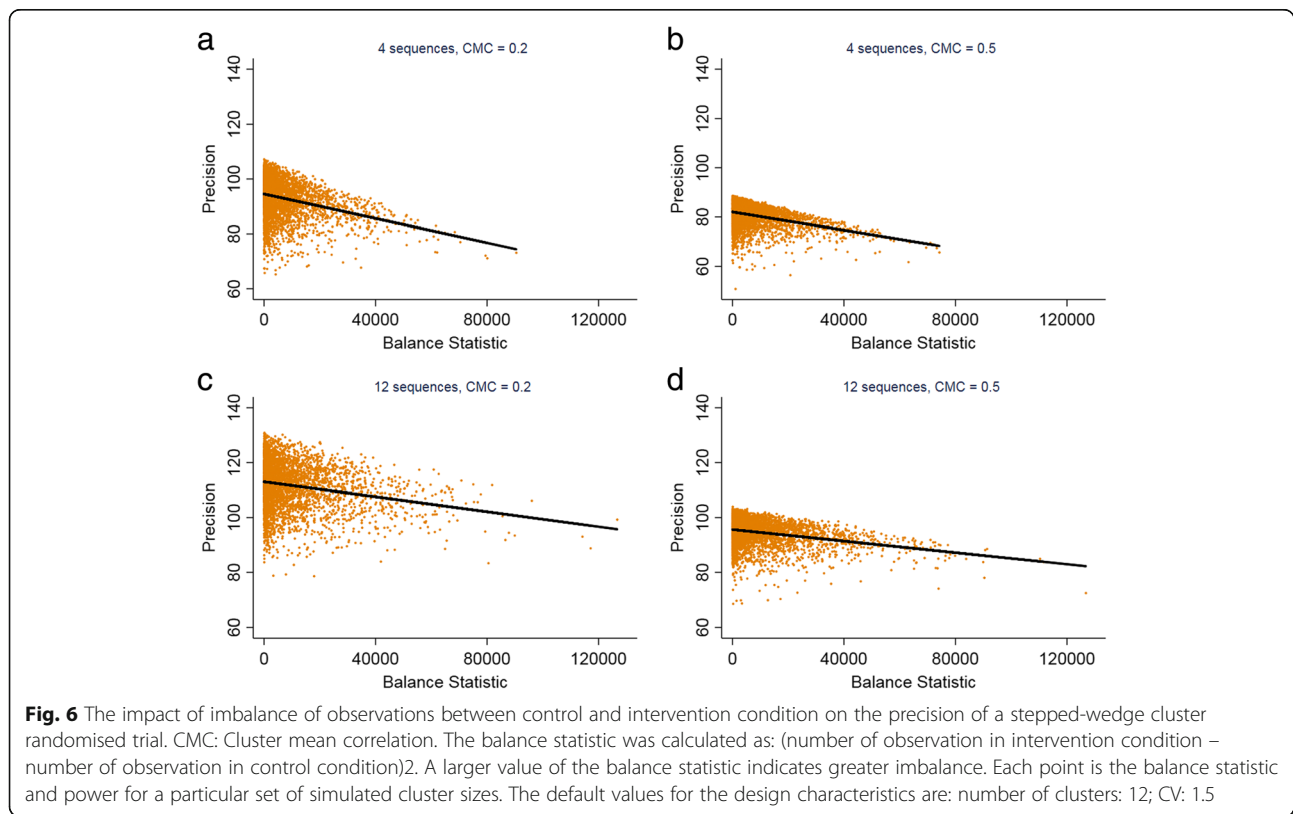 a
4 sequences, CMC = 0.2
Precision
140
120
100
80
60
0 40000 80000 120000
Balance Statistic
b
4 sequences, CMC = 0.5
Precision
140
120
100
80
60
0 40000 80000 120000
Balance Statistic
c
12 sequences, CMC = 0.2
Precision
140
120
100
80
60
0 40000 80000 120000
Balance Statistic
d
12 sequences, CMC = 0.5
Precision
140
120
100
80
60
0 40000 80000 120000
Balance Statistic
Fig. 6 The impact of imbalance of observations between control and intervention condition on the precision of a stepped-wedge cluster
randomised trial. CMC: Cluster mean correlation. The balance statistic was calculated as: (number of observation in intervention condition –
number of observation in control condition)2. A larger value of the balance statistic indicates greater imbalance. Each point is the balance statistic
and power for a particular set of simulated cluster sizes. The default values for the design characteristics are: number of clusters: 12; CV: 1.5